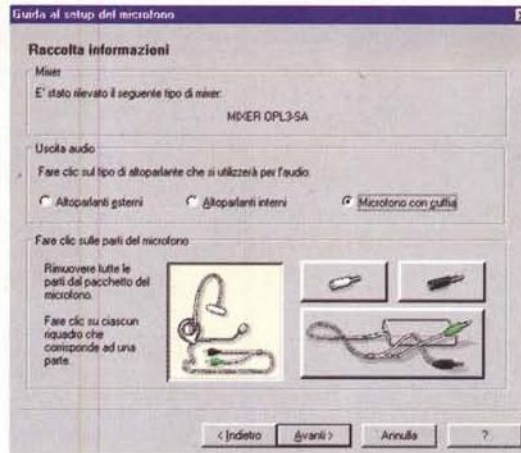 Guida al setup del microfono
Raccolta informazioni
Mixer
E' stato rilevato il seguente tipo di mixer:
MIXER OPL3-SA
Uscita audio
Fare clic sul tipo di altoparlante che si utilizzerà per l'audio.
Altoparlanti esterni Altoparlanti interni Microfono con cuffia
Fare clic sulle parti del microfono
Rimuovere tutte le
parti dal pacchetto del
microfono.
Fare clic su ciascun
riquadro che
corrisponde ad una
parte.
< Indietro Avanti > Annulla ?